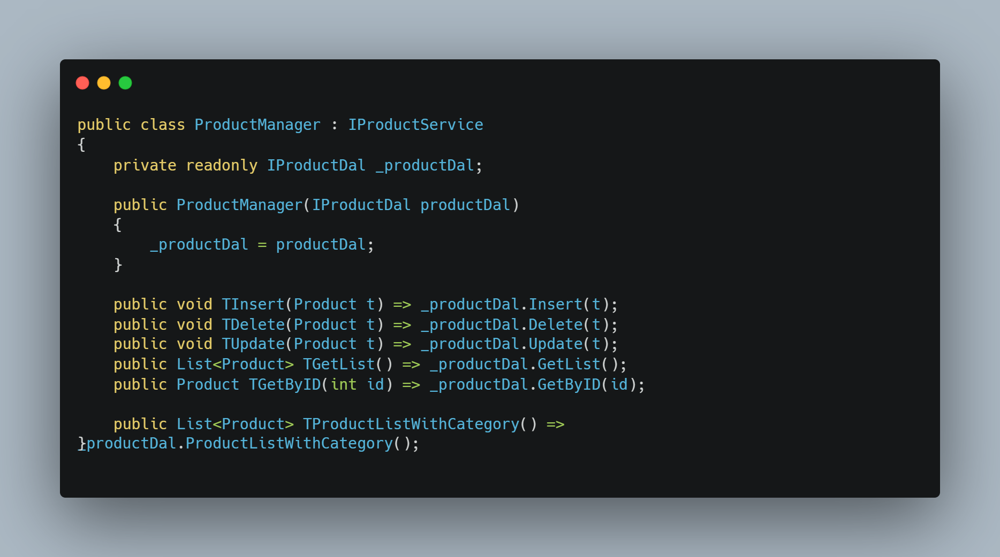 public class ProductManager : IProductService
{
    private readonly IProductDal _productDal;

    public ProductManager(IProductDal productDal)
    {
        _productDal = productDal;
    }

    public void TInsert(Product t) => _productDal.Insert(t);
    public void TDelete(Product t) => _productDal.Delete(t);
    public void TUpdate(Product t) => _productDal.Update(t);
    public List<Product> TGetList() => _productDal.GetList();
    public Product TGetByID(int id) => _productDal.GetByID(id);

    public List<Product> TProductListWithCategory() =>
_productDal.ProductListWithCategory();
}